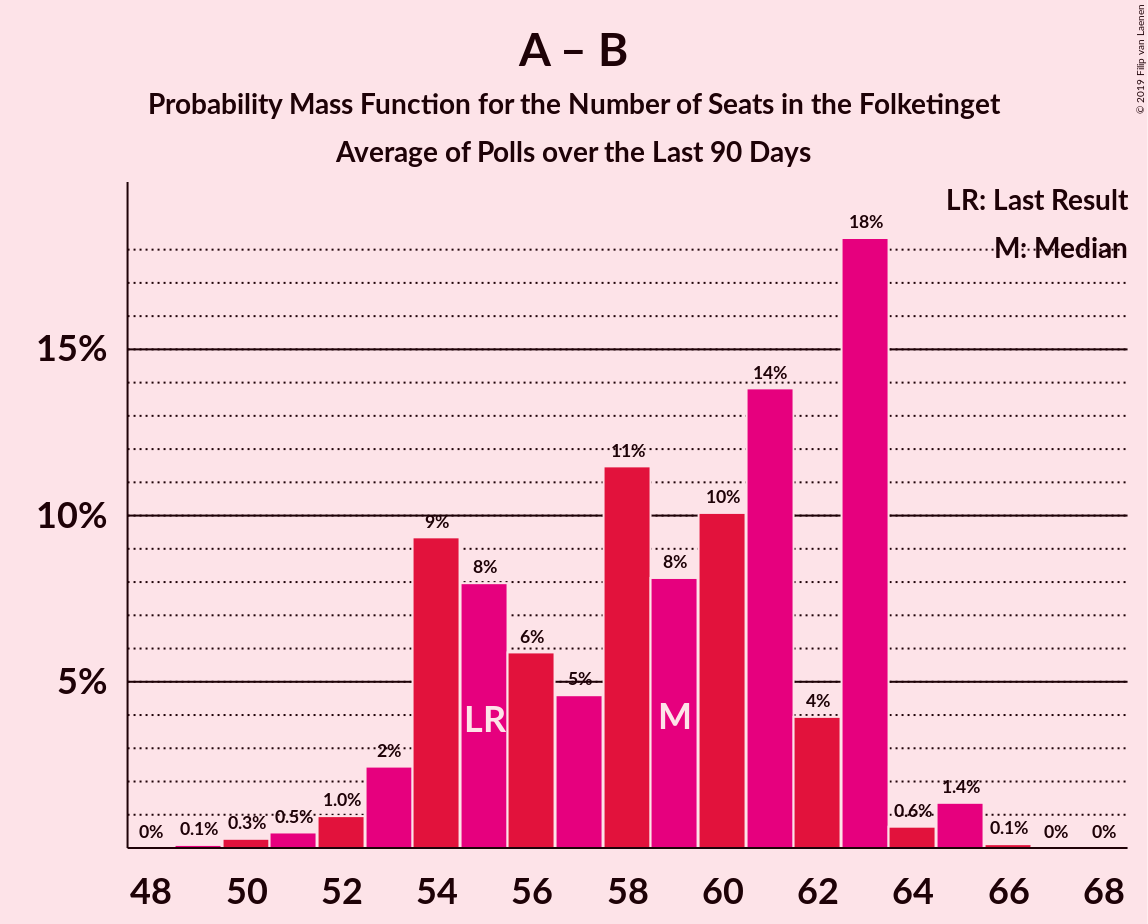 A – B
Probability Mass Function for the Number of Seats in the Folketinget
Average of Polls over the Last 90 Days
© 2019 Filip van Laenen
LR: Last Result
M: Median
15%
10%
5%
0% 0.1% 0.3% 0.5% 1.0% 2% 9% 8% 6% 5% 11% 8% 10% 14% 4% 18% 0.6% 1.4% 0.1% 0% 0%
LR M
48 50 52 54 56 58 60 62 64 66 68